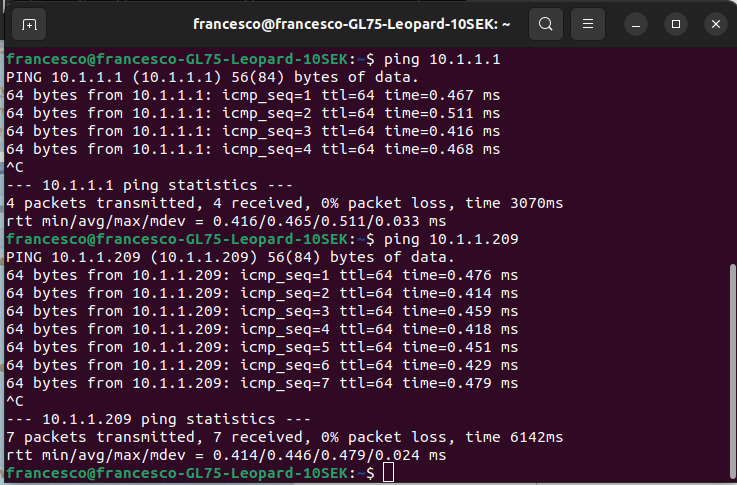 francesco@francesco-GL75-Leopard-10SEK: ~
francesco@francesco-GL75-Leopard-10SEK:~$ ping 10.1.1.1
PING 10.1.1.1 (10.1.1.1) 56(84) bytes of data.
64 bytes from 10.1.1.1: icmp_seq=1 ttl=64 time=0.467 ms
64 bytes from 10.1.1.1: icmp_seq=2 ttl=64 time=0.511 ms
64 bytes from 10.1.1.1: icmp_seq=3 ttl=64 time=0.416 ms
64 bytes from 10.1.1.1: icmp_seq=4 ttl=64 time=0.468 ms
^C
--- 10.1.1.1 ping statistics ---
4 packets transmitted, 4 received, 0% packet loss, time 3070ms
rtt min/avg/max/mdev = 0.416/0.465/0.511/0.033 ms
francesco@francesco-GL75-Leopard-10SEK:~$ ping 10.1.1.209
PING 10.1.1.209 (10.1.1.209) 56(84) bytes of data.
64 bytes from 10.1.1.209: icmp_seq=1 ttl=64 time=0.476 ms
64 bytes from 10.1.1.209: icmp_seq=2 ttl=64 time=0.414 ms
64 bytes from 10.1.1.209: icmp_seq=3 ttl=64 time=0.459 ms
64 bytes from 10.1.1.209: icmp_seq=4 ttl=64 time=0.418 ms
64 bytes from 10.1.1.209: icmp_seq=5 ttl=64 time=0.451 ms
64 bytes from 10.1.1.209: icmp_seq=6 ttl=64 time=0.429 ms
64 bytes from 10.1.1.209: icmp_seq=7 ttl=64 time=0.479 ms
^C
--- 10.1.1.209 ping statistics ---
7 packets transmitted, 7 received, 0% packet loss, time 6142ms
rtt min/avg/max/mdev = 0.414/0.446/0.479/0.024 ms
francesco@francesco-GL75-Leopard-10SEK:~$